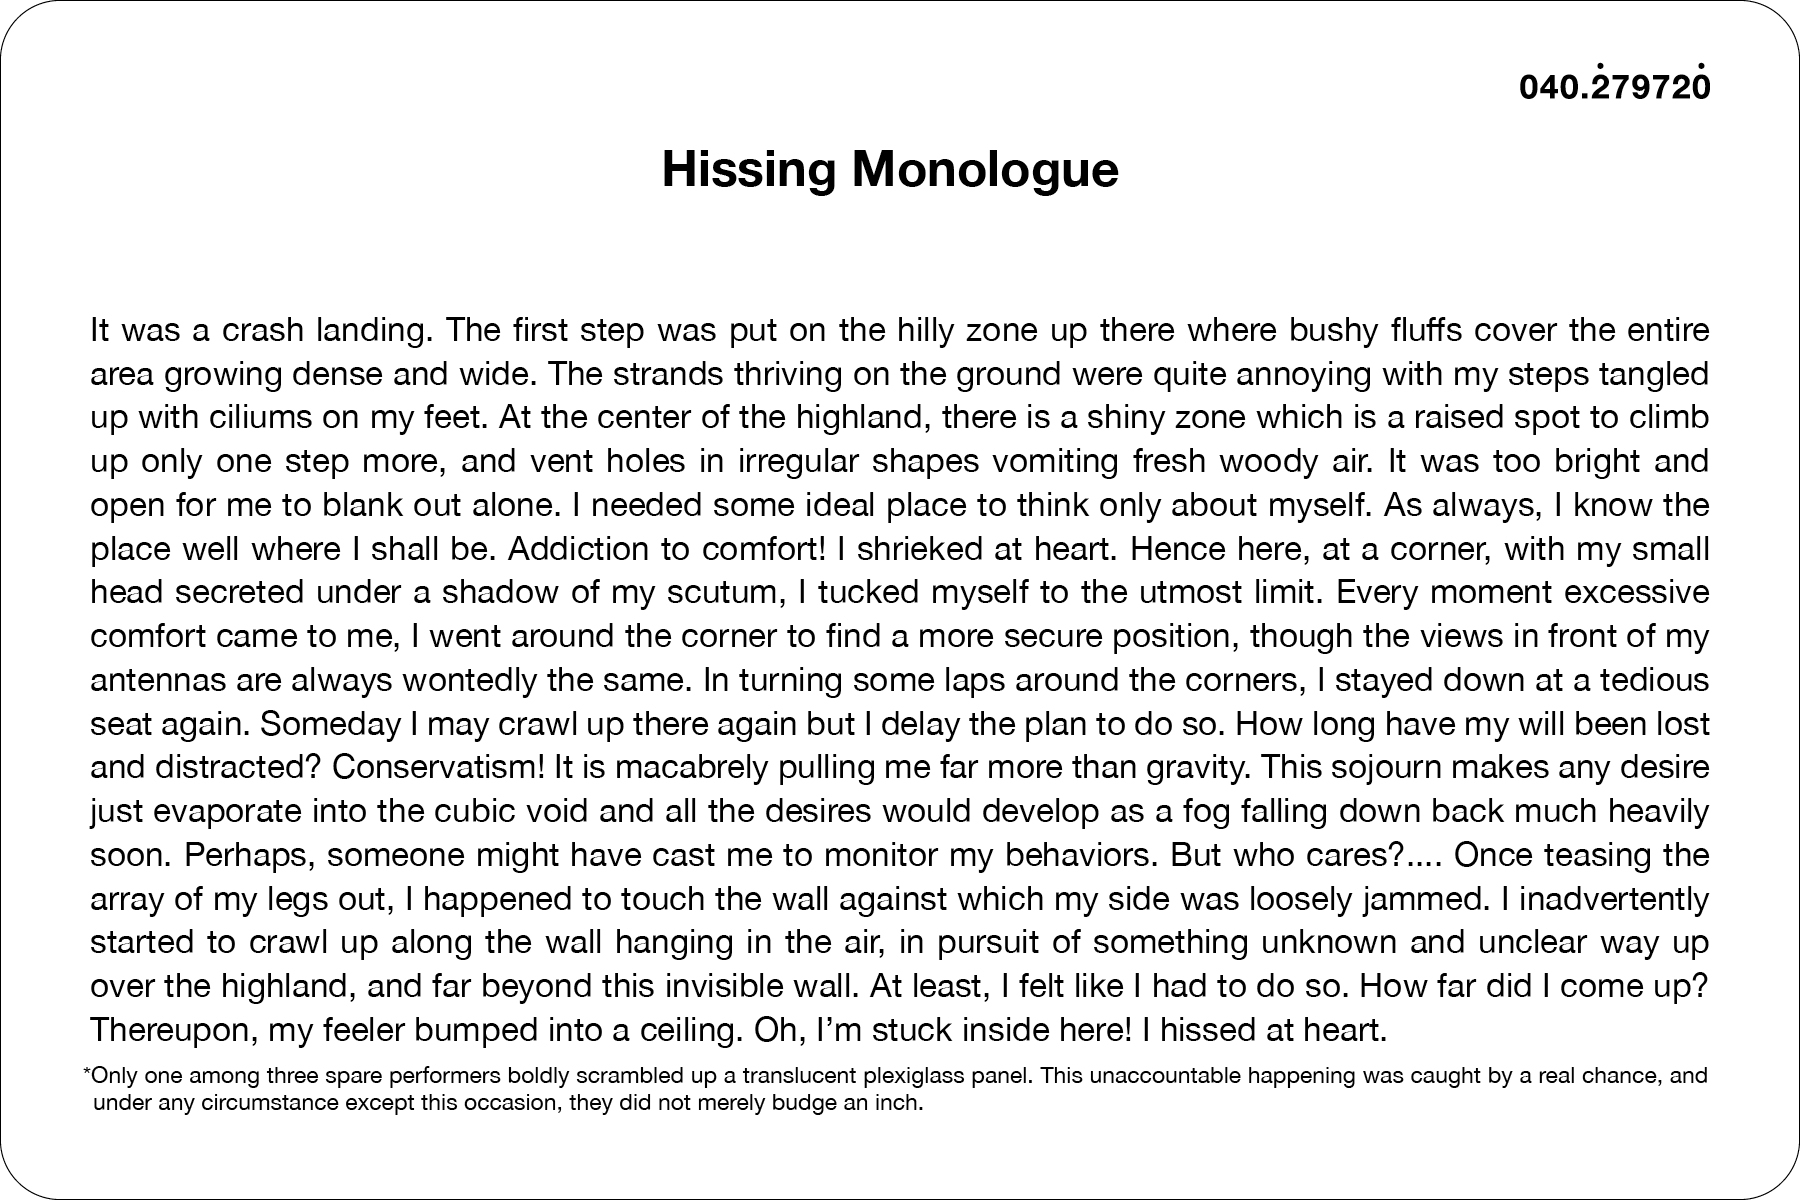 040.2̇79720̇
Hissing Monologue
It was a crash landing. The first step was put on the hilly zone up there where bushy fluffs cover the entire
area growing dense and wide. The strands thriving on the ground were quite annoying with my steps tangled
up with ciliums on my feet. At the center of the highland, there is a shiny zone which is a raised spot to climb
up only one step more, and vent holes in irregular shapes vomiting fresh woody air. It was too bright and
open for me to blank out alone. I needed some ideal place to think only about myself. As always, I know the
place well where I shall be. Addiction to comfort! I shrieked at heart. Hence here, at a corner, with my small
head secreted under a shadow of my scutum, I tucked myself to the utmost limit. Every moment excessive
comfort came to me, I went around the corner to find a more secure position, though the views in front of my
antennas are always wontedly the same. In turning some laps around the corners, I stayed down at a tedious
seat again. Someday I may crawl up there again but I delay the plan to do so. How long have my will been lost
and distracted? Conservatism! It is macabrely pulling me far more than gravity. This sojourn makes any desire
just evaporate into the cubic void and all the desires would develop as a fog falling down back much heavily
soon. Perhaps, someone might have cast me to monitor my behaviors. But who cares?.... Once teasing the
array of my legs out, I happened to touch the wall against which my side was loosely jammed. I inadvertently
started to crawl up along the wall hanging in the air, in pursuit of something unknown and unclear way up
over the highland, and far beyond this invisible wall. At least, I felt like I had to do so. How far did I come up?
Thereupon, my feeler bumped into a ceiling. Oh, I'm stuck inside here! I hissed at heart.
*Only one among three spare performers boldly scrambled up a translucent plexiglass panel. This unaccountable happening was caught by a real chance, and
under any circumstance except this occasion, they did not merely budge an inch.